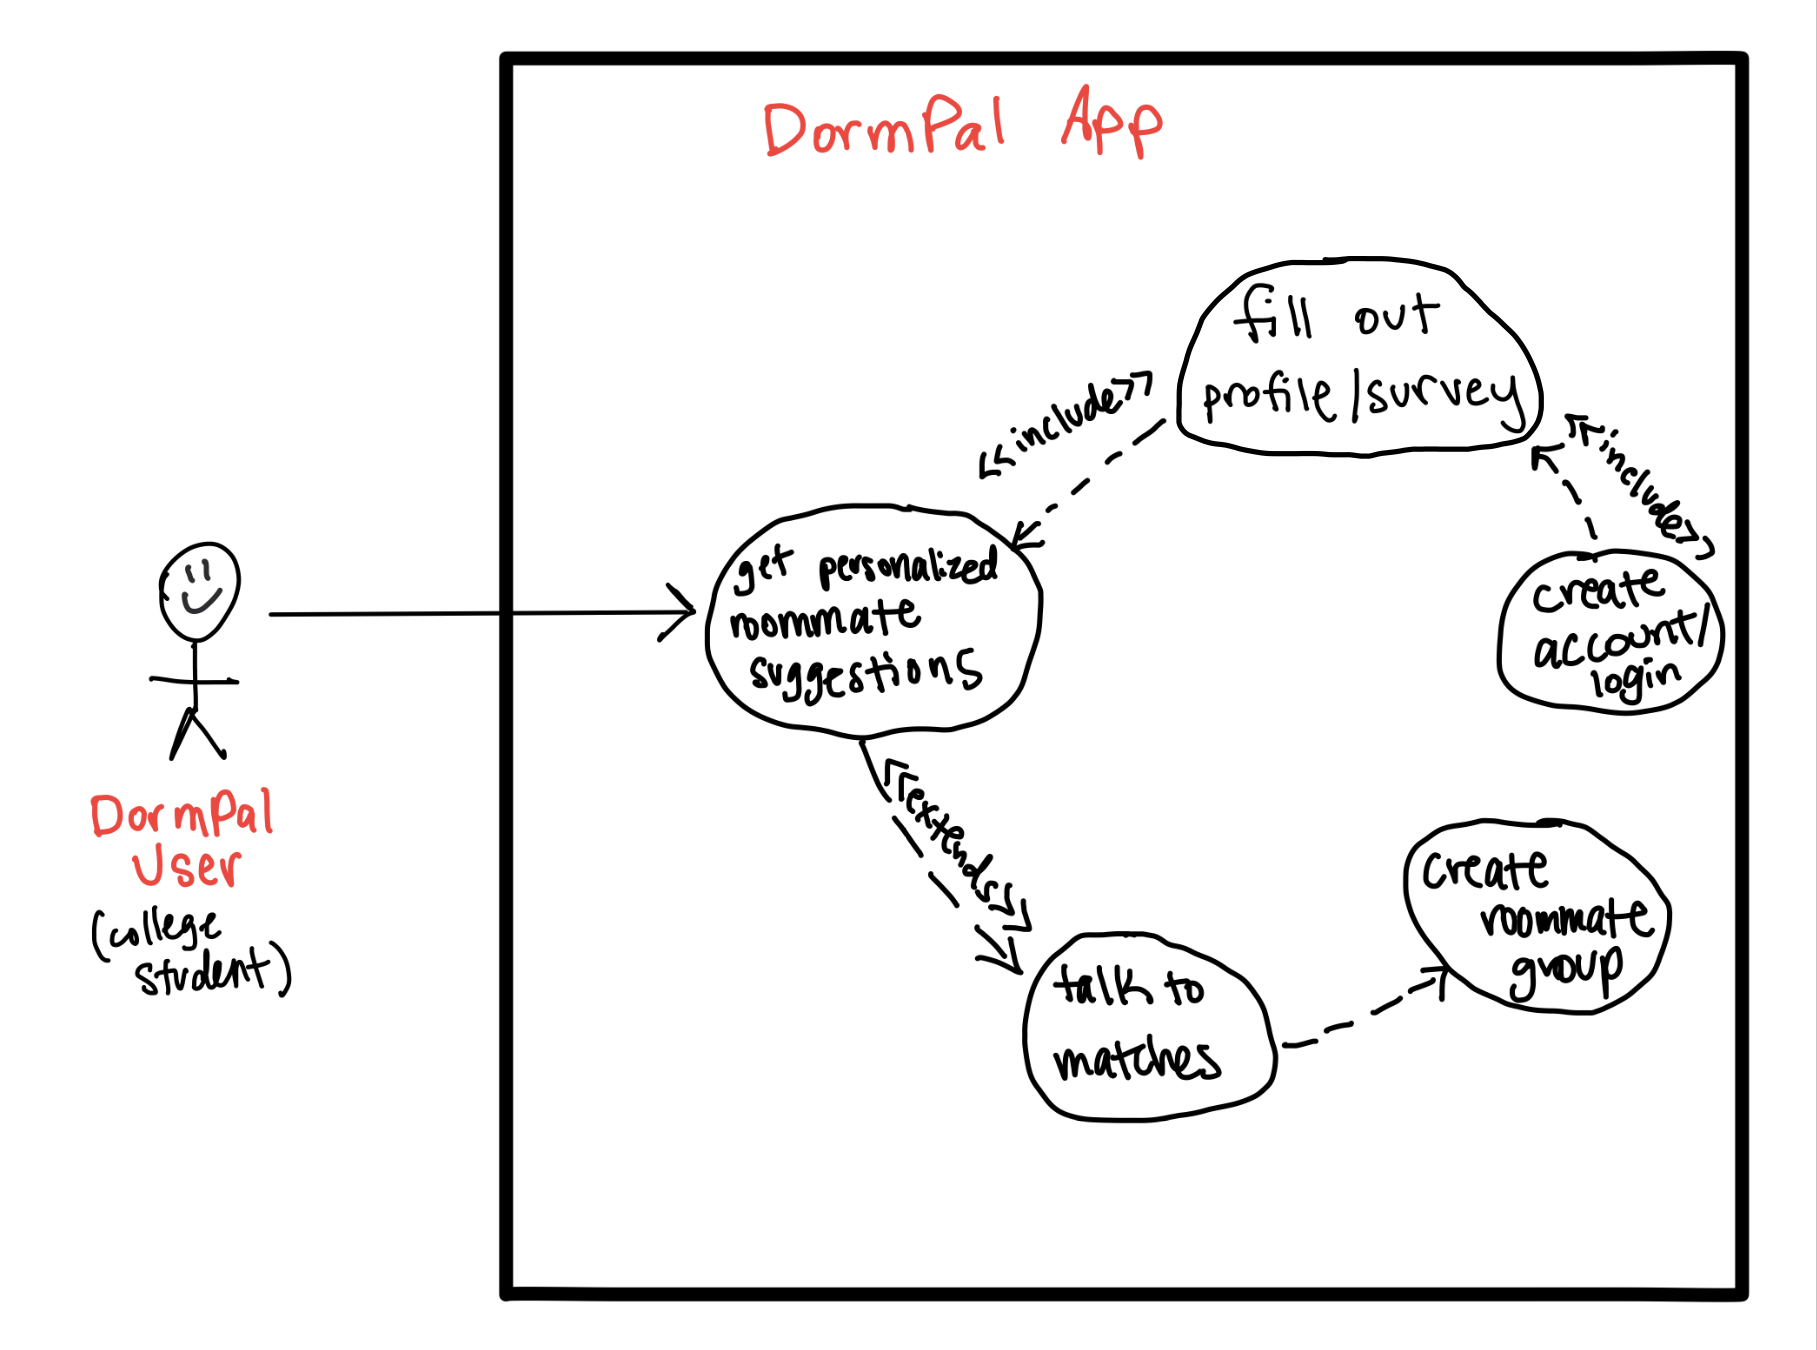 DormPal App
fill out
profile/survey
<<include>>
<<include>>
create
account/
login
get personalized
roommate
suggestions
DormPal
User
(college
student)
<<extends>>
talk to
matches
create
roommate
group